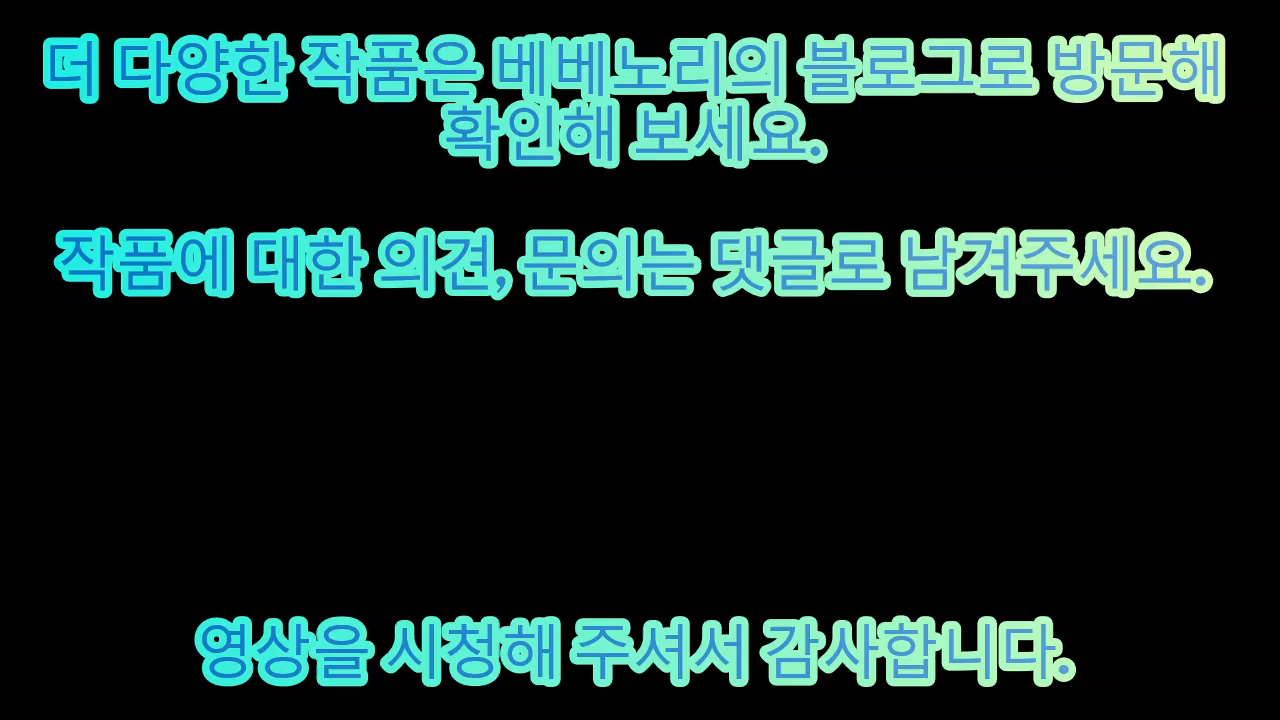 더 다양한 작품은 베베노리의 블로그로 방문해
확인해 보세요.
작품에 대한 의견, 문의는 댓글로 남겨주세요.
영상을 시청해 주셔서 감사합니다.